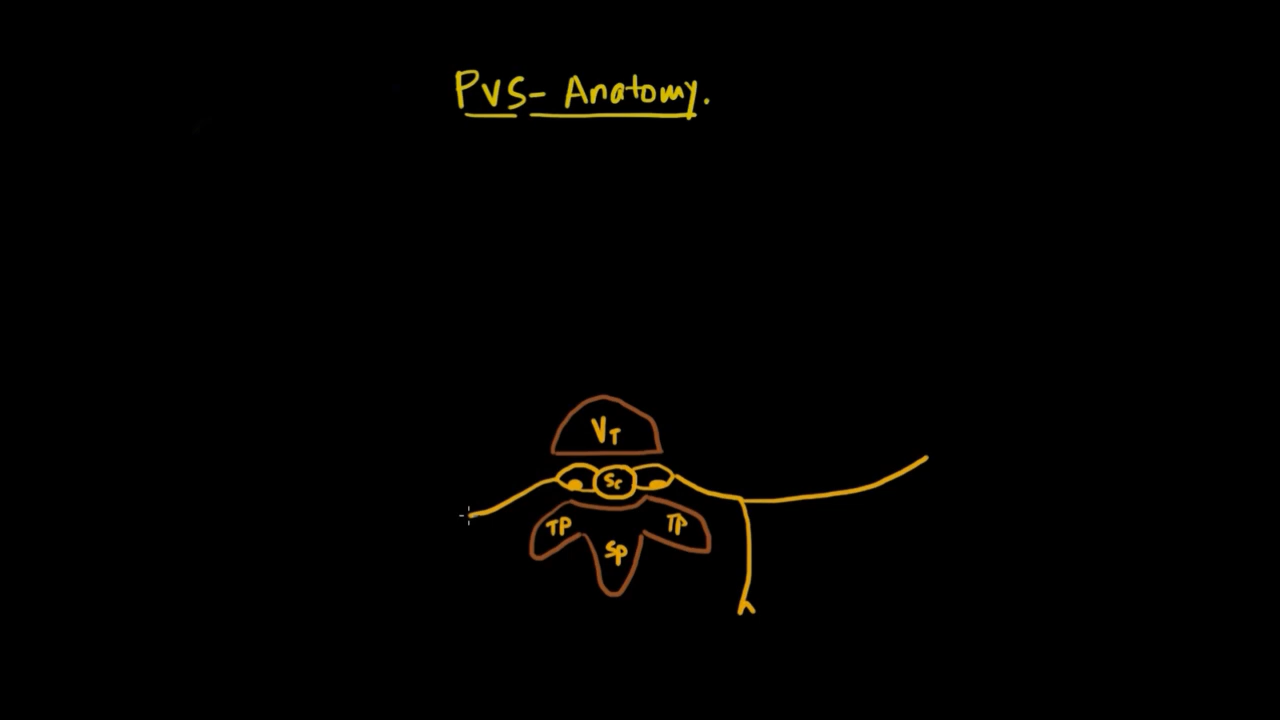 PVS- Anatomy.
VT
Sc
TP
TP
SP